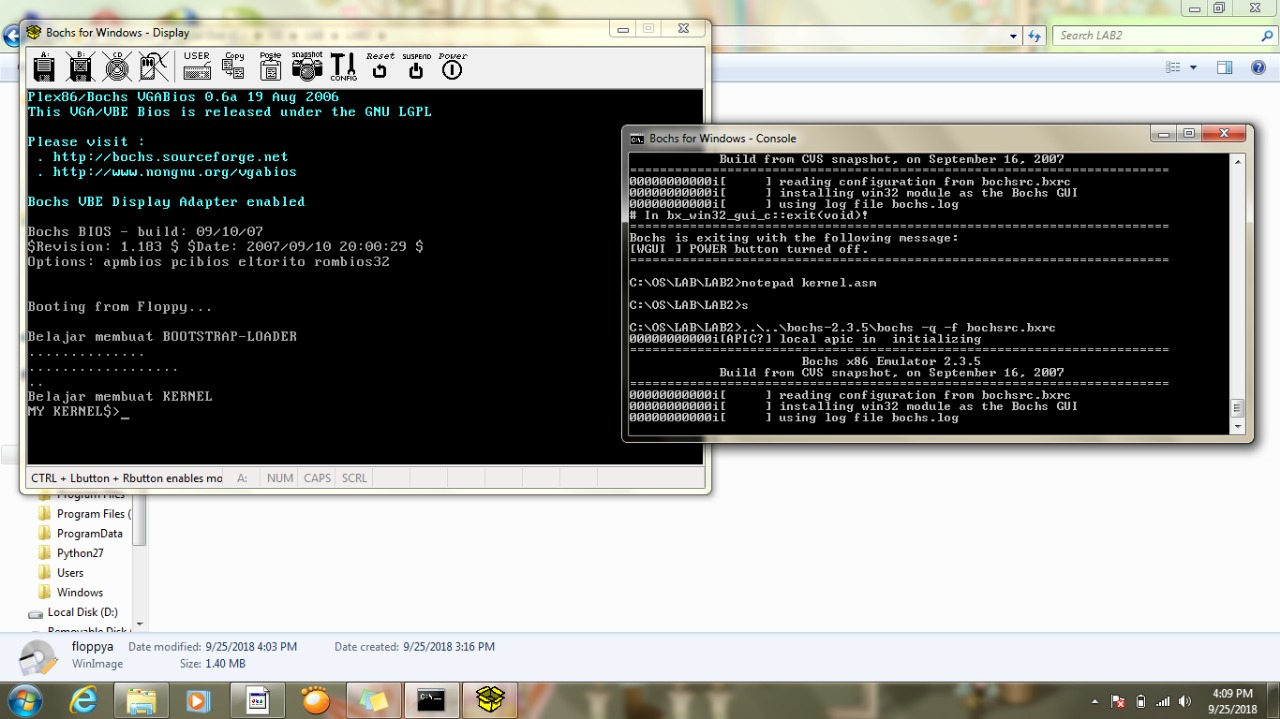 Bochs for Windows - Display
A: B: CD USER Copy Poste snapshot CONFIG Reset SUSPEND Power
Plex86/Bochs VGABios 0.6a 19 Aug 2006
This VGA/VBE Bios is released under the GNU LGPL
Please visit :
. http://bochs.sourceforge.net
. http://www.nongnu.org/vgabios
Bochs VBE Display Adapter enabled
Bochs BIOS - build: 09/10/07
$Revision: 1.183 $ $Date: 2007/09/10 20:00:29 $
Options: apmbios pcibios eltorito rombios32
Booting from Floppy...
Belajar membuat BOOTSTRAP-LOADER
..............
..................
..
Belajar membuat KERNEL
MY KERNEL$>_
CTRL + Lbutton + Rbutton enables mo A: NUM CAPS SCRL
Search LAB2
Bochs for Windows - Console
Build from CVS snapshot, on September 16, 2007
========================================================================
00000000000i[     ] reading configuration from bochsrc.bxrc
00000000000i[     ] installing win32 module as the Bochs GUI
00000000000i[     ] using log file bochs.log
# In bx_win32_gui_c::exit(void)!
========================================================================
Bochs is exiting with the following message:
[WGUI ] POWER button turned off.
========================================================================
C:\OS\LAB\LAB2>notepad kernel.asm
C:\OS\LAB\LAB2>s
C:\OS\LAB\LAB2>..\..\bochs-2.3.5\bochs -q -f bochsrc.bxrc
00000000000i[APIC?] local apic in  initializing
========================================================================
Bochs x86 Emulator 2.3.5
Build from CVS snapshot, on September 16, 2007
========================================================================
00000000000i[     ] reading configuration from bochsrc.bxrc
00000000000i[     ] installing win32 module as the Bochs GUI
00000000000i[     ] using log file bochs.log
Program Files
Program Files (
ProgramData
Python27
Users
Windows
Local Disk (D:)
Removable Disk
floppya Date modified: 9/25/2018 4:03 PM Date created: 9/25/2018 3:16 PM
WinImage Size: 1.40 MB
4:09 PM
9/25/2018